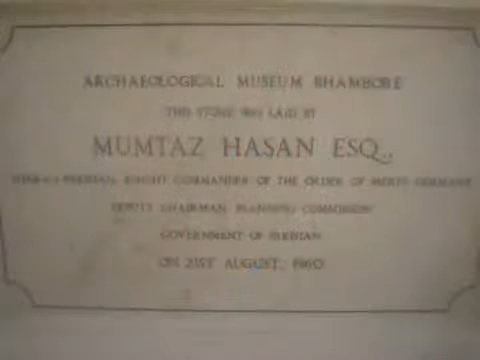 ARCHAEOLOGICAL MUSEUM BHAMBORE
THIS STONE WAS LAID BY
MUMTAZ HASAN ESQ.,
KNIGHT COMMANDER OF THE ORDER OF MERIT GERMANY
DEPUTY CHAIRMAN PLANNING COMMISSION
GOVERNMENT OF PAKISTAN
ON 21ST AUGUST, 1960